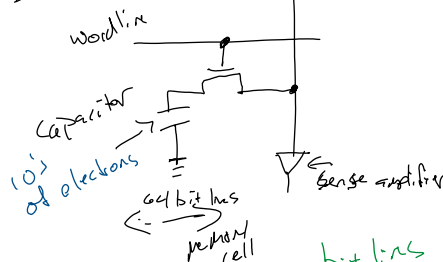 wordline
capacitor
10's
of electrons
sense amplifier
64 bit lines
memory
cell
bit lines